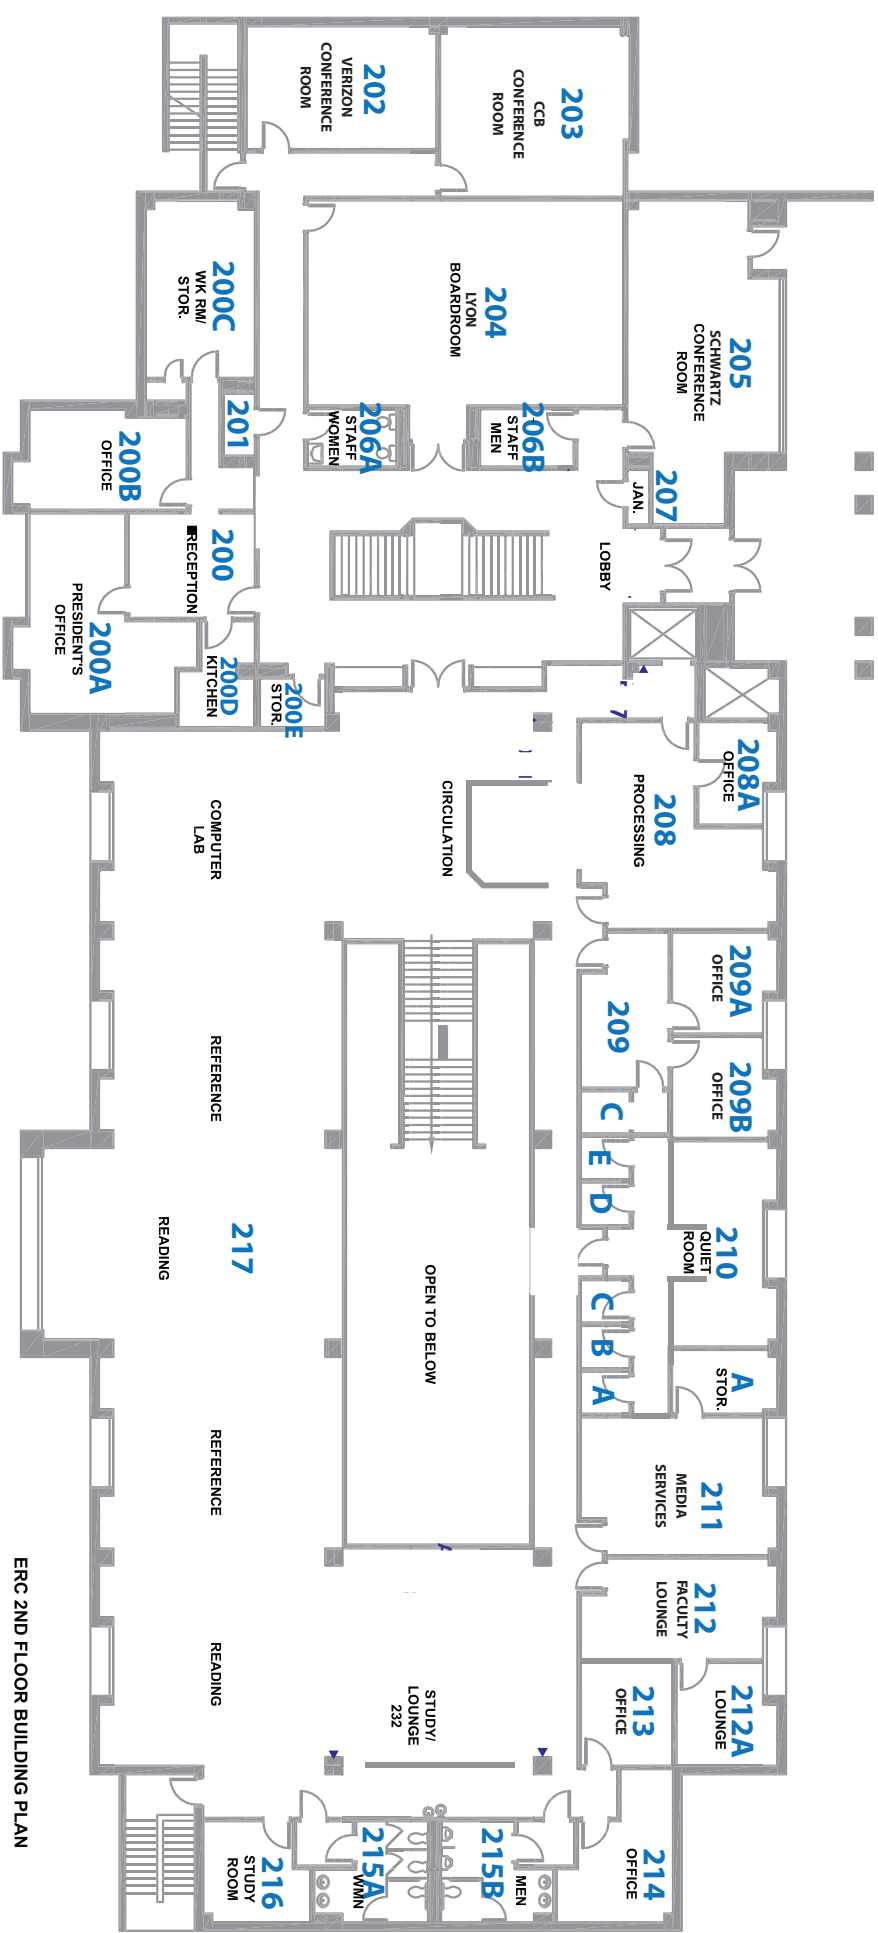 202
VERIZON
CONFERENCE
ROOM
203
CCB
CONFERENCE
ROOM
200C
WK RM/
STOR.
204
LYON
BOARDROOM
205
SCHWARTZ
CONFERENCE
ROOM
201
206A
STAFF
WOMEN
206B
STAFF
MEN
200B
OFFICE
207
JAN.
200
RECEPTION
LOBBY
200A
PRESIDENT'S
OFFICE
200D
KITCHEN
200E
STOR.
7
208A
OFFICE
208
PROCESSING
CIRCULATION
COMPUTER
LAB
209A
OFFICE
209
REFERENCE
209B
OFFICE
C
E
D
210
QUIET
ROOM
217
READING
OPEN TO BELOW
C
B
A
A
STOR.
REFERENCE
211
MEDIA
SERVICES
212
FACULTY
LOUNGE
READING
STUDY/
LOUNGE
232
213
OFFICE
212A
LOUNGE
214
OFFICE
215B
MEN
215A
WMN
216
STUDY
ROOM
ERC 2ND FLOOR BUILDING PLAN